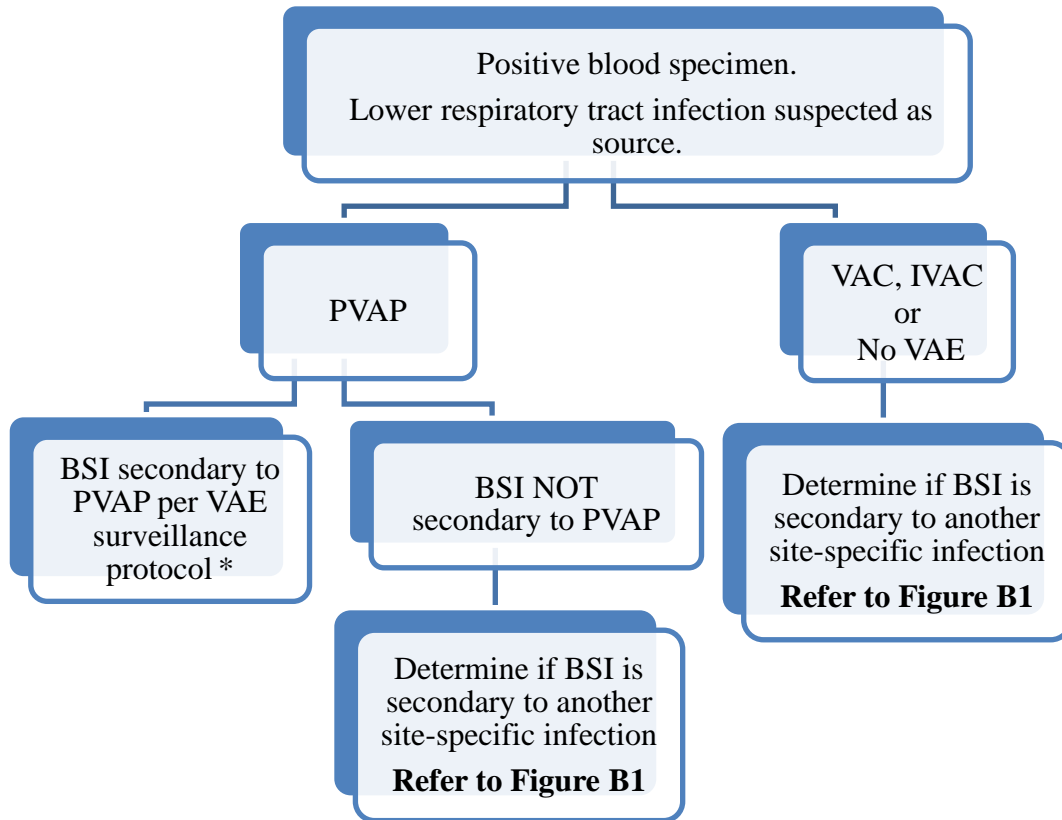 Positive blood specimen.
Lower respiratory tract infection suspected as
source.
PVAP
VAC, IVAC
or
No VAE
BSI secondary to
PVAP per VAE
surveillance
protocol *
BSI NOT
secondary to PVAP
Determine if BSI is
secondary to another
site-specific infection
Refer to Figure B1
Determine if BSI is
secondary to another
site-specific infection
Refer to Figure B1